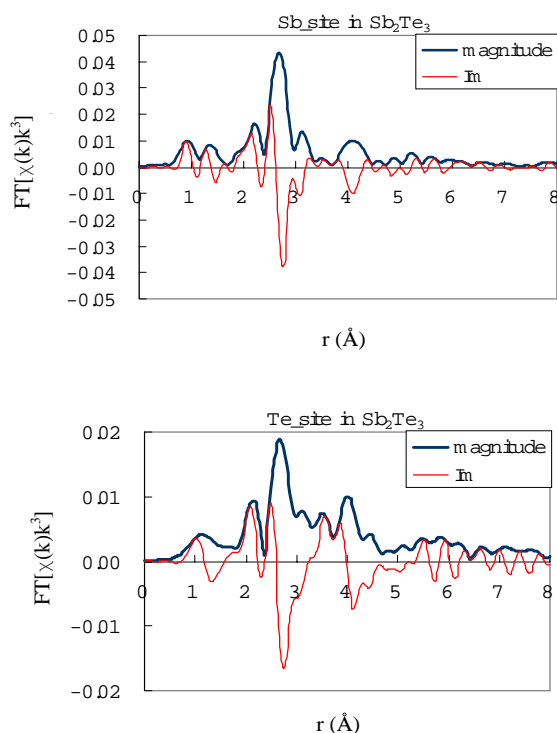 Sb_site in Sb₂Te₃
magnitude
Im
FT[χ(k)k³]
0.05
0.04
0.03
0.02
0.01
0.00
-0.01
-0.02
-0.03
-0.04
-0.05
0 1 2 3 4 5 6 7 8
r (Å)
Te_site in Sb₂Te₃
magnitude
Im
FT[χ(k)k³]
0.02
0.01
0.00
-0.01
-0.02
0 1 2 3 4 5 6 7 8
r (Å)